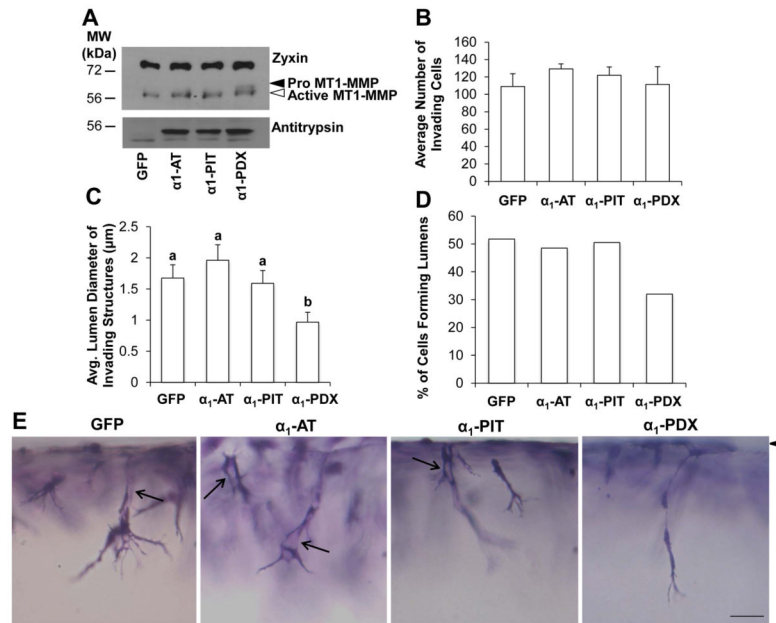 A
MW
(kDa)
72
56
56
Zyxin
Pro MT1-MMP
Active MT1-MMP
Antitrypsin
GFP
α1-AT
α1-PIT
α1-PDX
B
Average Number of
Invading Cells
160
140
120
100
80
60
40
20
0
GFP α₁-AT α₁-PIT α₁-PDX
C
Avg. Lumen Diameter of
Invading Structures (µm)
2.5
2
1.5
1
0.5
0
a a a b
GFP α₁-AT α₁-PIT α₁-PDX
D
% of Cells Forming Lumens
60
50
40
30
20
10
0
GFP α₁-AT α₁-PIT α₁-PDX
E
GFP α₁-AT α₁-PIT α₁-PDX